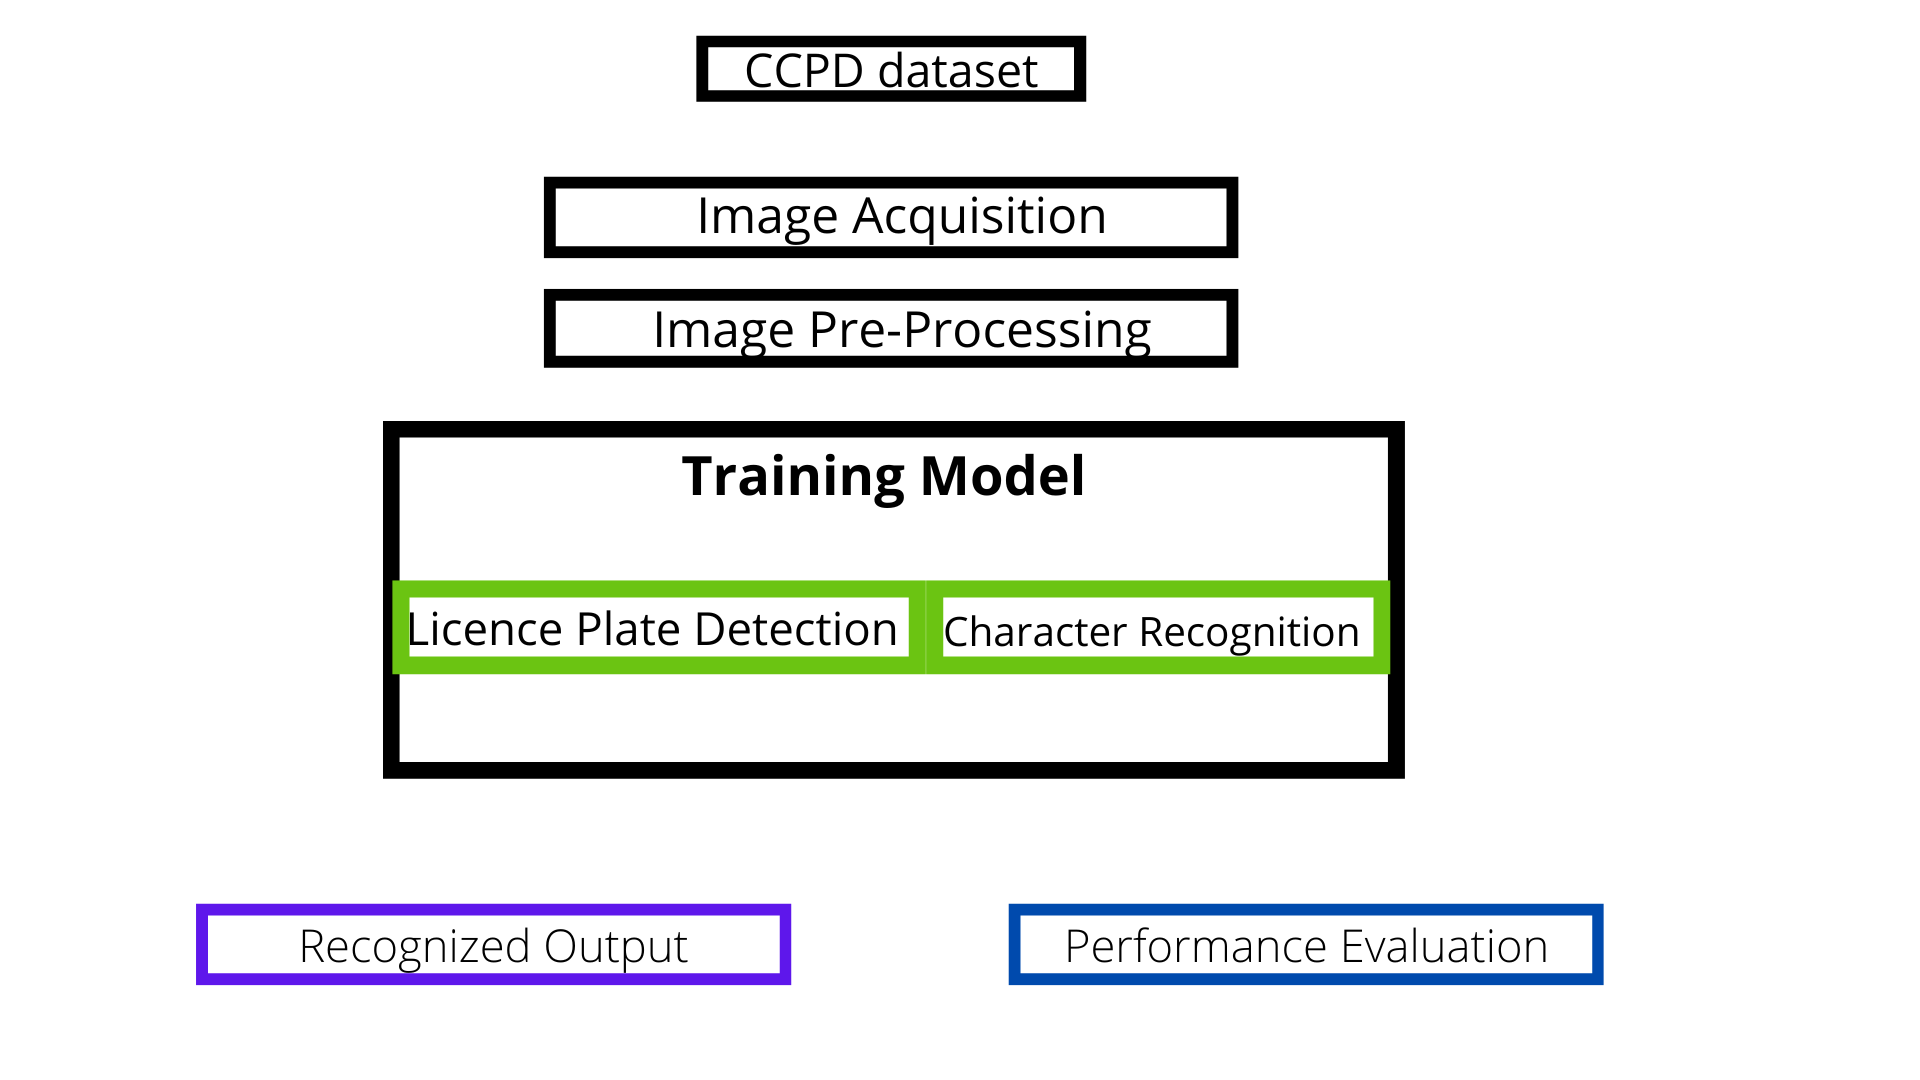 CCPD dataset
Image Acquisition
Image Pre-Processing
Training Model
Licence Plate Detection
Character Recognition
Recognized Output
Performance Evaluation